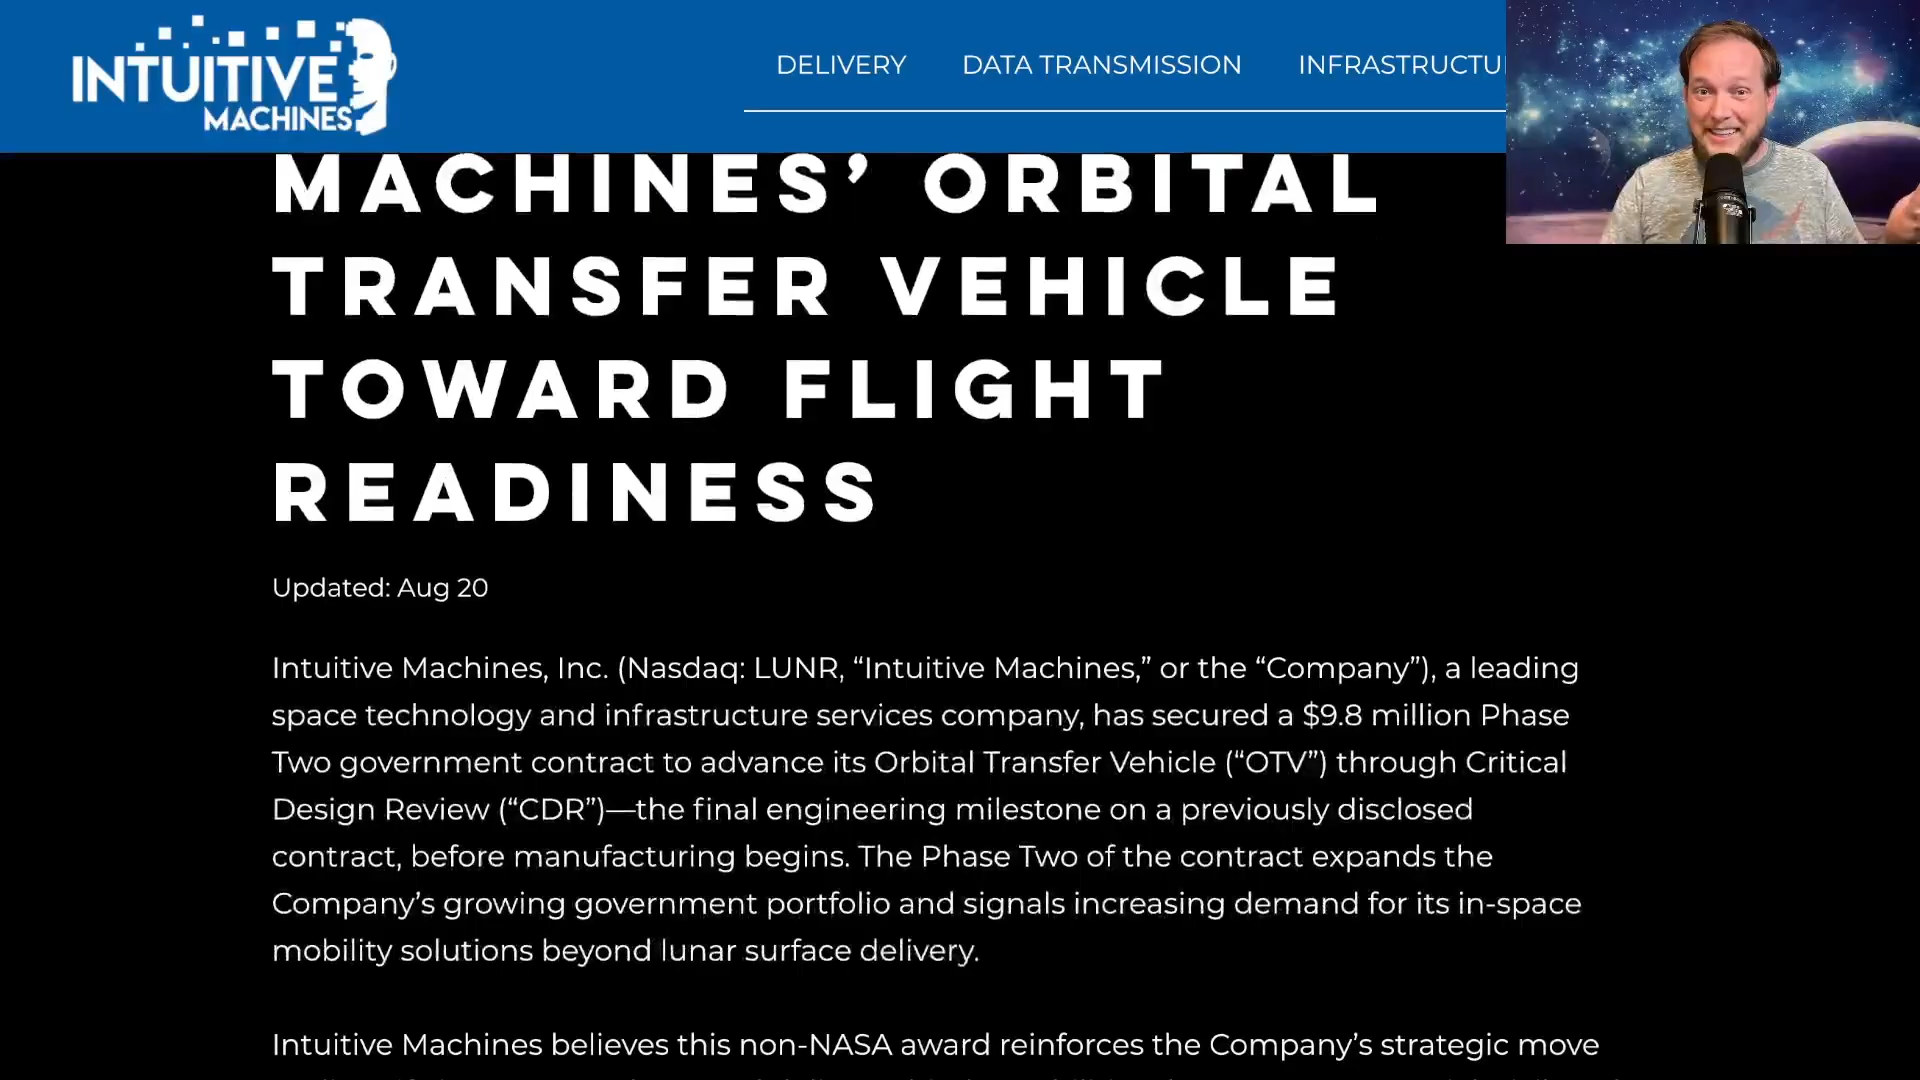 INTUITIVE
MACHINES
DELIVERY DATA TRANSMISSION INFRASTRUCTU
MACHINES’ ORBITAL
TRANSFER VEHICLE
TOWARD FLIGHT
READINESS
Updated: Aug 20
Intuitive Machines, Inc. (Nasdaq: LUNR, “Intuitive Machines,” or the “Company”), a leading
space technology and infrastructure services company, has secured a $9.8 million Phase
Two government contract to advance its Orbital Transfer Vehicle (“OTV”) through Critical
Design Review (“CDR”)—the final engineering milestone on a previously disclosed
contract, before manufacturing begins. The Phase Two of the contract expands the
Company’s growing government portfolio and signals increasing demand for its in-space
mobility solutions beyond lunar surface delivery.
Intuitive Machines believes this non-NASA award reinforces the Company’s strategic move